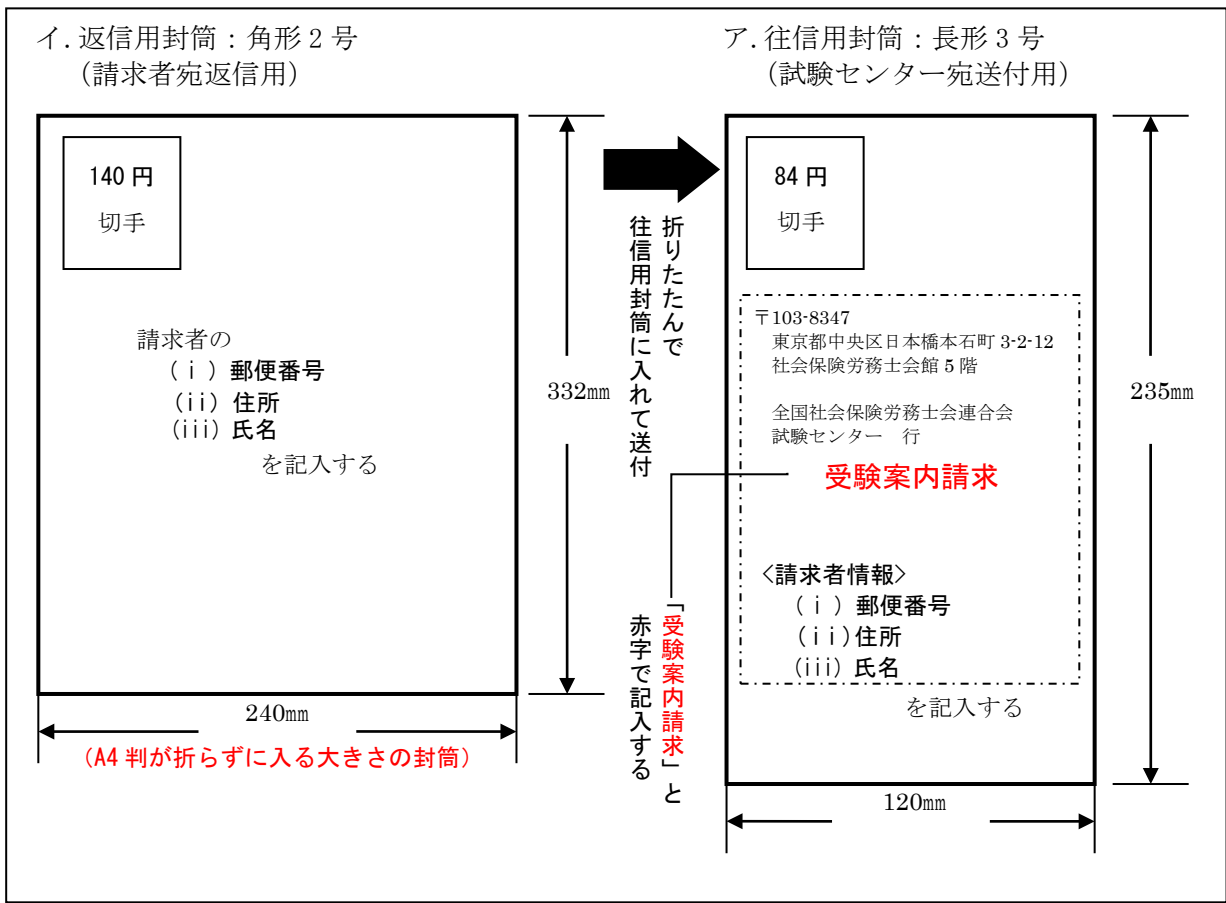 イ．返信用封筒：角形２号
（請求者宛返信用）
140 円
切手
請求者の
（ⅰ）郵便番号
（ii）住所
（iii）氏名
を記入する
332㎜
240㎜
（A4 判が折らずに入る大きさの封筒）
折りたたんで
往信用封筒に入れて送付
「受験案内請求」と
赤字で記入する
ア．往信用封筒：長形３号
（試験センター宛送付用）
84 円
切手
〒103-8347
東京都中央区日本橋本石町 3-2-12
社会保険労務士会館 5 階
全国社会保険労務士会連合会
試験センター　行
受験案内請求
<請求者情報>
（ⅰ）郵便番号
（ii）住所
（iii）氏名
を記入する
235㎜
120㎜